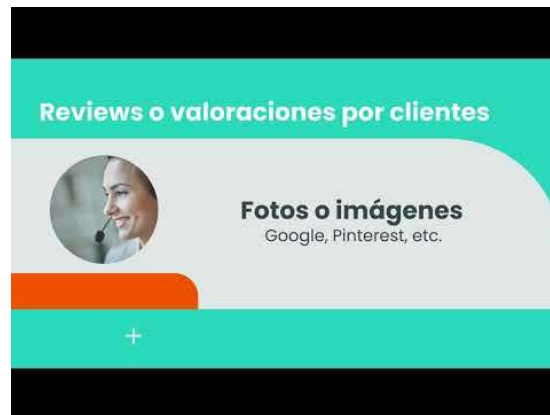 Reviews o valoraciones por clientes
Fotos o imágenes
Google, Pinterest, etc.
+